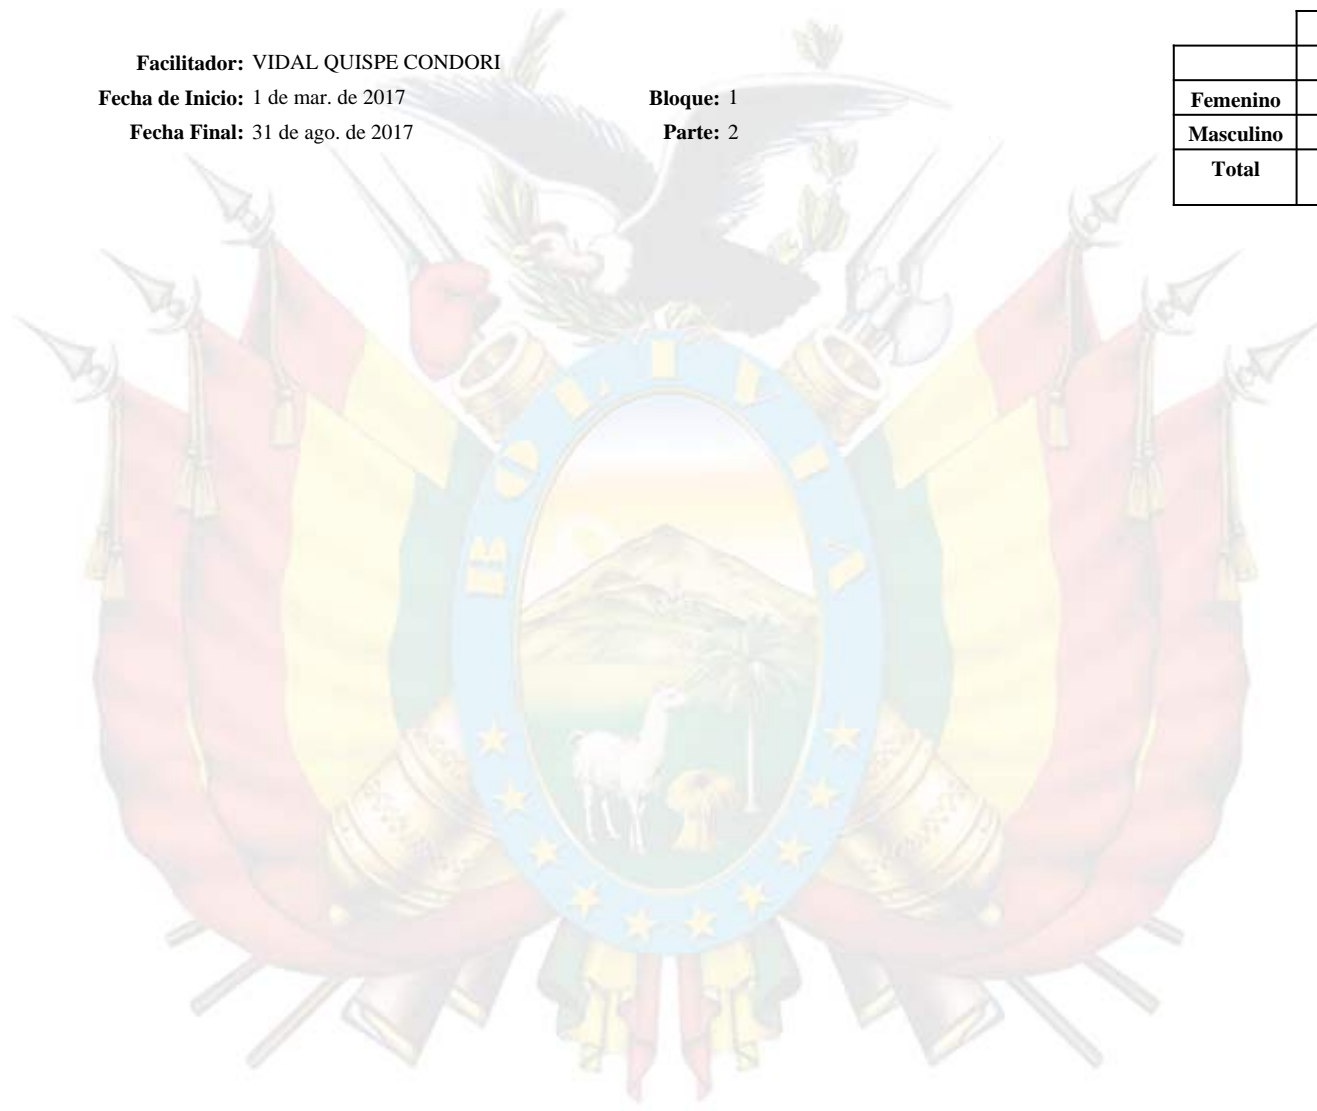 Facilitador: VIDAL QUISPE CONDORI
Fecha de Inicio: 1 de mar. de 2017 Bloque: 1
Fecha Final: 31 de ago. de 2017 Parte: 2
Femenino
Masculino
Total
BOLIVIA